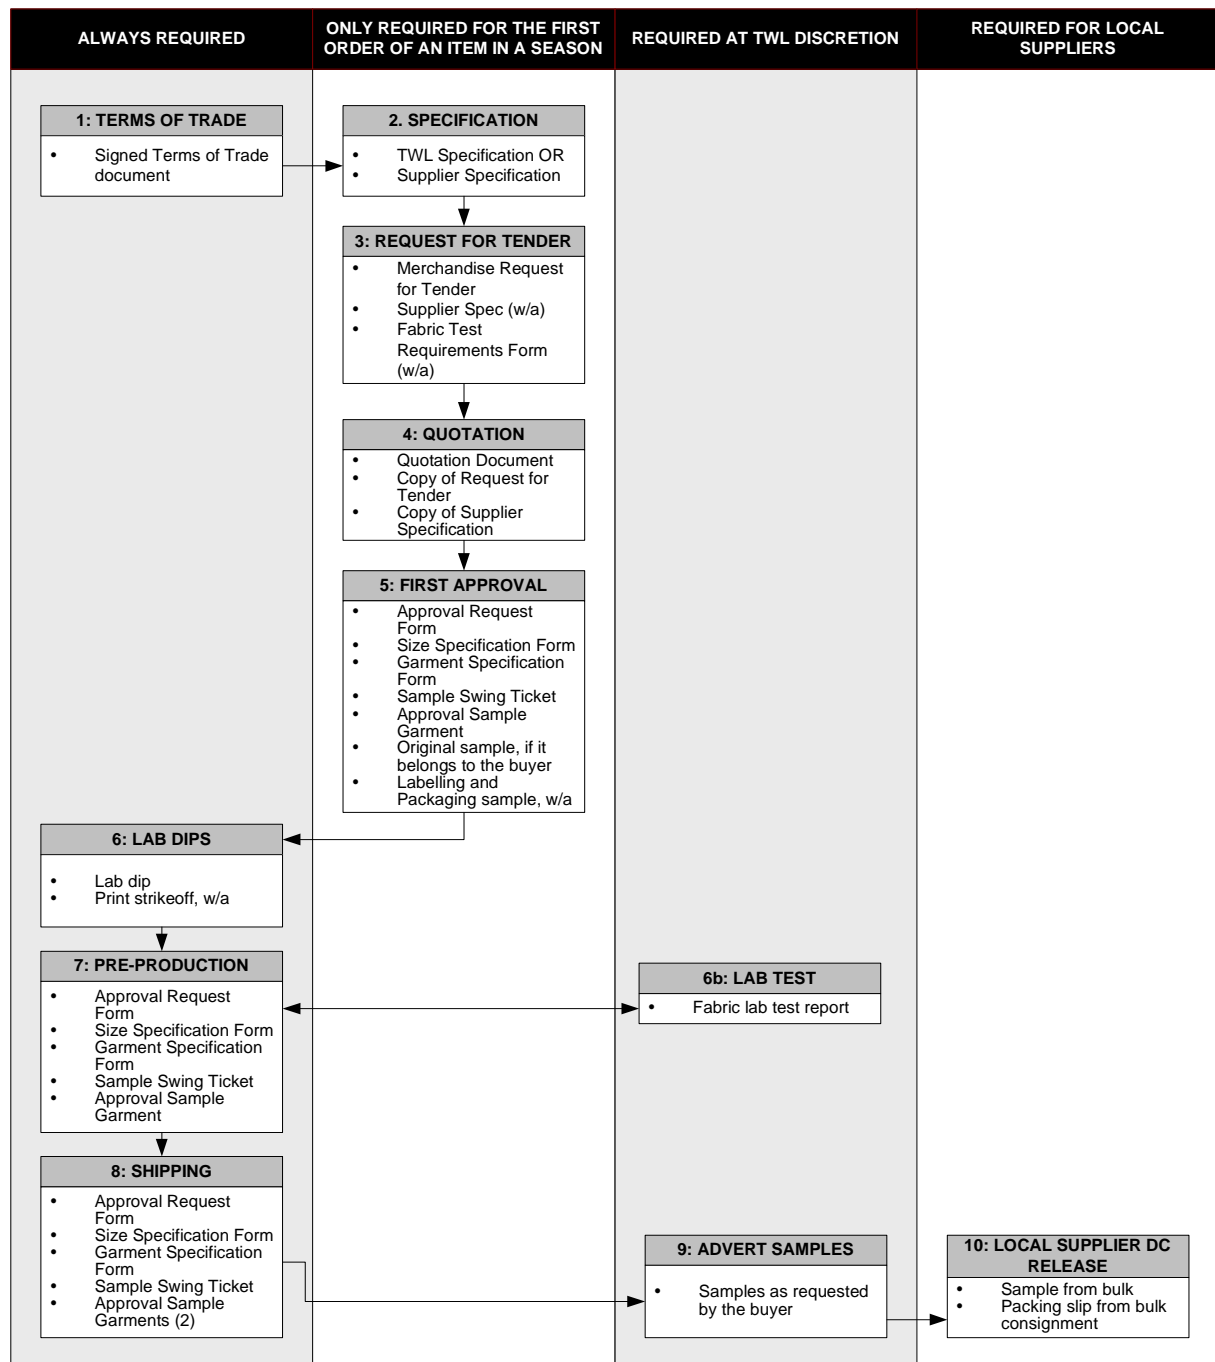 ALWAYS REQUIRED
ONLY REQUIRED FOR THE FIRST
ORDER OF AN ITEM IN A SEASON
REQUIRED AT TWL DISCRETION
REQUIRED FOR LOCAL
SUPPLIERS
1: TERMS OF TRADE
• Signed Terms of Trade
document
2. SPECIFICATION
• TWL Specification OR
• Supplier Specification
3: REQUEST FOR TENDER
• Merchandise Request
for Tender
• Supplier Spec (w/a)
• Fabric Test
Requirements Form
(w/a)
4: QUOTATION
• Quotation Document
• Copy of Request for
Tender
• Copy of Supplier
Specification
5: FIRST APPROVAL
• Approval Request
Form
• Size Specification Form
• Garment Specification
Form
• Sample Swing Ticket
• Approval Sample
Garment
• Original sample, if it
belongs to the buyer
• Labelling and
Packaging sample, w/a
6: LAB DIPS
• Lab dip
• Print strikeoff, w/a
7: PRE-PRODUCTION
• Approval Request
Form
• Size Specification Form
• Garment Specification
Form
• Sample Swing Ticket
• Approval Sample
Garment
6b: LAB TEST
• Fabric lab test report
8: SHIPPING
• Approval Request
Form
• Size Specification Form
• Garment Specification
Form
• Sample Swing Ticket
• Approval Sample
Garments (2)
9: ADVERT SAMPLES
• Samples as requested
by the buyer
10: LOCAL SUPPLIER DC
RELEASE
• Sample from bulk
• Packing slip from bulk
consignment